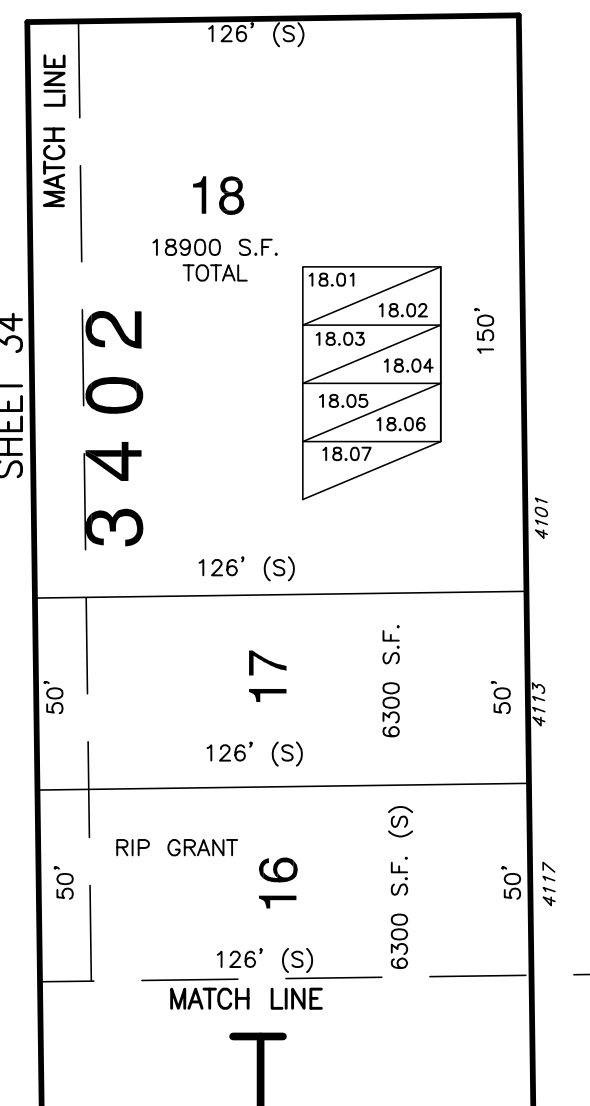 126' (S)
MATCH LINE
18
18900 S.F.
TOTAL
18.01
18.02
18.03
18.04
18.05
18.06
18.07
150'
SHEET 34
3402
4101
126' (S)
50'
17
6300 S.F.
50'
4113
126' (S)
RIP GRANT
50'
16
6300 S.F. (S)
50'
4117
126' (S)
MATCH LINE